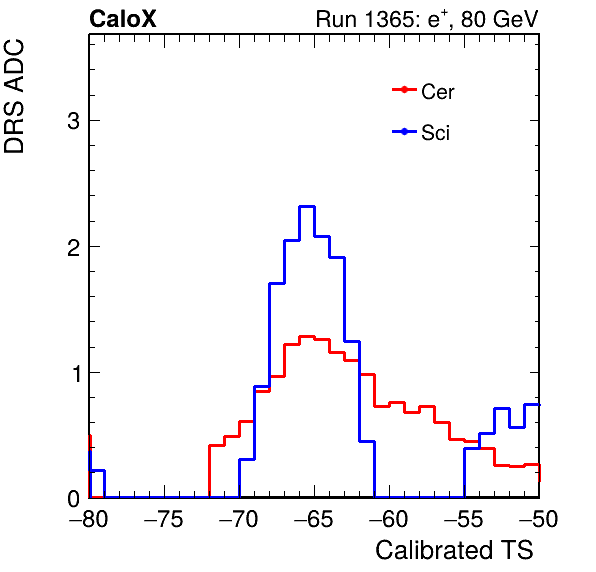 CaloX Run 1365: e⁺, 80 GeV
DRS ADC
Cer
Sci
3
2
1
0
−80 −75 −70 −65 −60 −55 −50
Calibrated TS